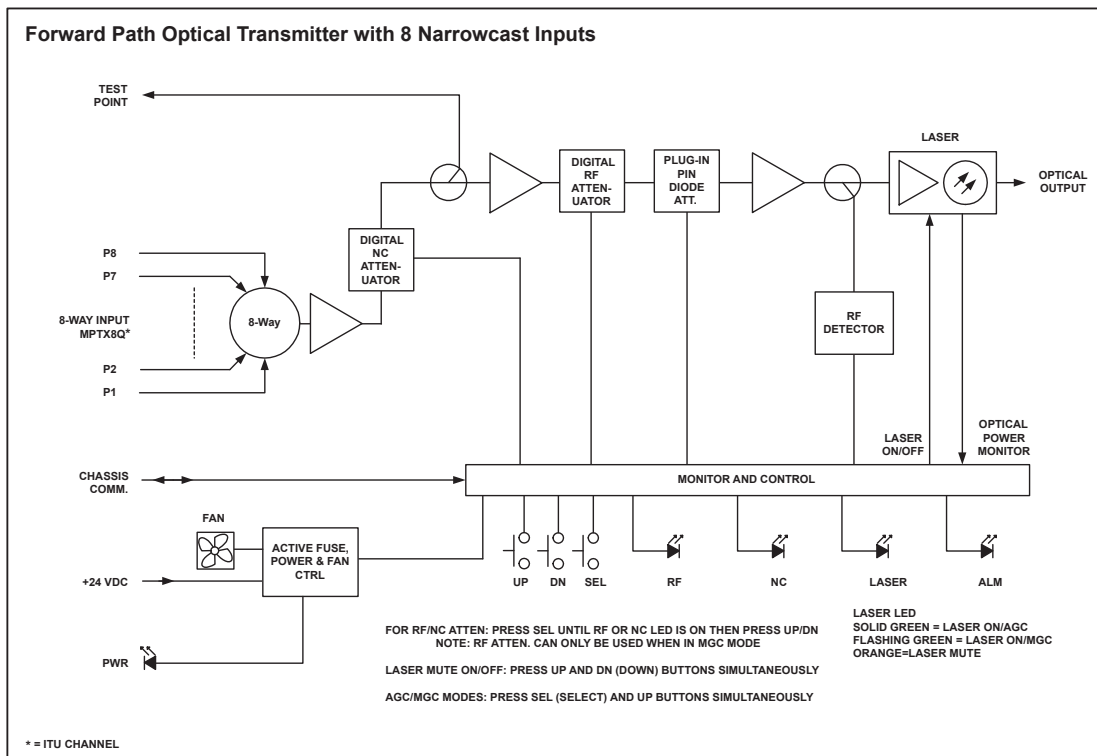 Forward Path Optical Transmitter with 8 Narrowcast Inputs
TEST
POINT
LASER
DIGITAL
RF
ATTEN-
UATOR
PLUG-IN
PIN
DIODE
ATT.
OPTICAL
OUTPUT
DIGITAL
NC
ATTEN-
UATOR
P8
P7
8-WAY INPUT
MPTX8Q*
8-Way
P2
P1
RF
DETECTOR
LASER
ON/OFF
OPTICAL
POWER
MONITOR
CHASSIS
COMM.
MONITOR AND CONTROL
FAN
ACTIVE FUSE,
POWER & FAN
CTRL
+24 VDC
UP
DN
SEL
RF
NC
LASER
ALM
PWR
FOR RF/NC ATTEN: PRESS SEL UNTIL RF OR NC LED IS ON THEN PRESS UP/DN
NOTE: RF ATTEN. CAN ONLY BE USED WHEN IN MGC MODE
LASER MUTE ON/OFF: PRESS UP AND DN (DOWN) BUTTONS SIMULTANEOUSLY
AGC/MGC MODES: PRESS SEL (SELECT) AND UP BUTTONS SIMULTANEOUSLY
LASER LED
SOLID GREEN = LASER ON/AGC
FLASHING GREEN = LASER ON/MGC
ORANGE=LASER MUTE
* = ITU CHANNEL